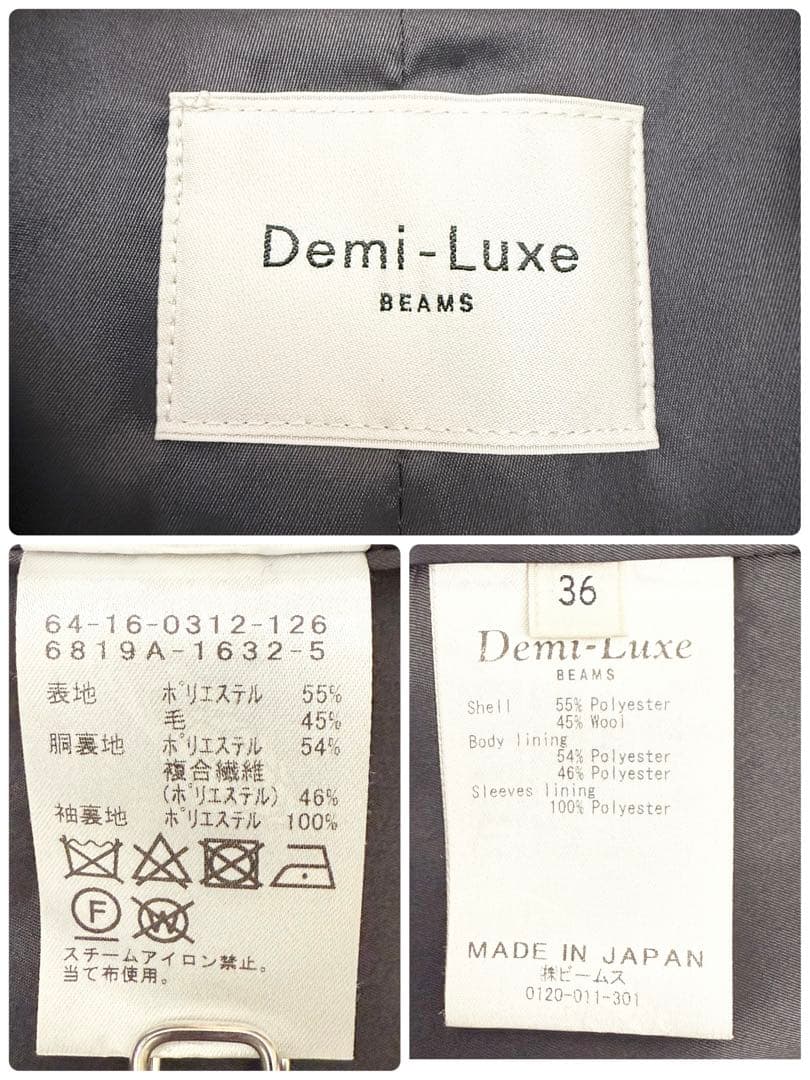 Demi-Luxe
BEAMS
64-16-0312-126
6819A-1632-5
表地 ポリエステル 55%
毛 45%
胴裏地 ポリエステル 54%
複合繊維
(ポリエステル) 46%
袖裏地 ポリエステル 100%
F
W
スチームアイロン禁止。
当て布使用。
36
Demi-Luxe
BEAMS
Shell 55% Polyester
45% Wool
Body lining
54% Polyester
46% Polyester
Sleeves lining
100% Polyester
MADE IN JAPAN
㈱ビームス
0120-011-301